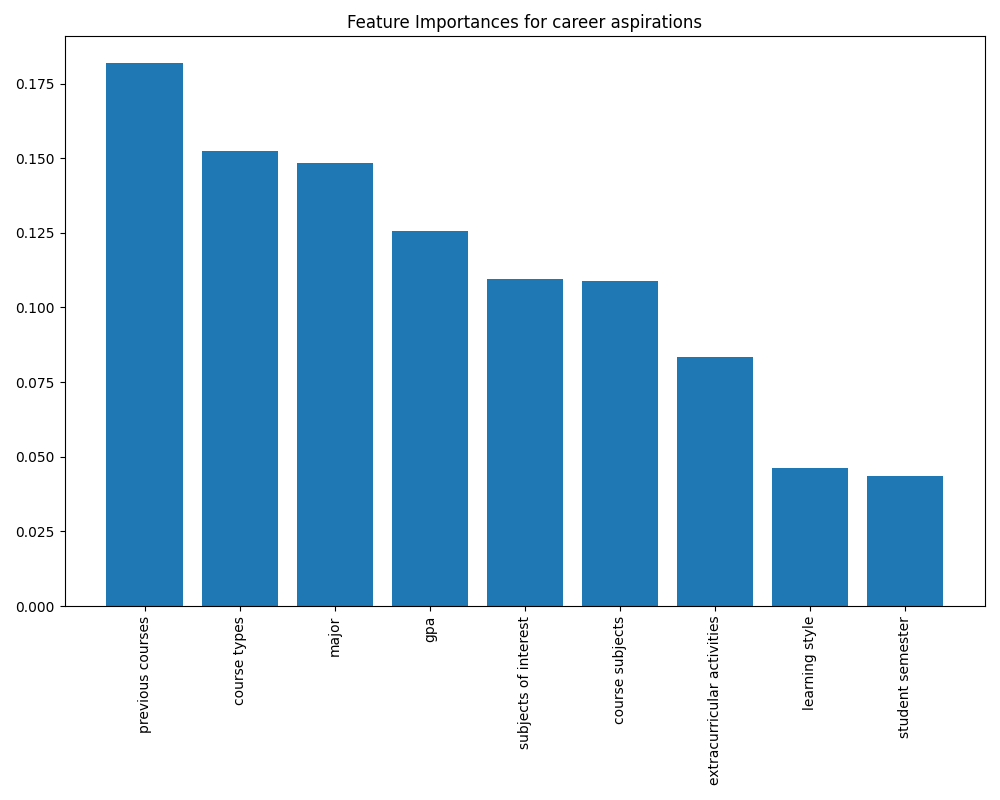 Feature Importances for career aspirations
0.175
0.150
0.125
0.100
0.075
0.050
0.025
0.000
previous courses
course types
major
gpa
subjects of interest
course subjects
extracurricular activities
learning style
student semester